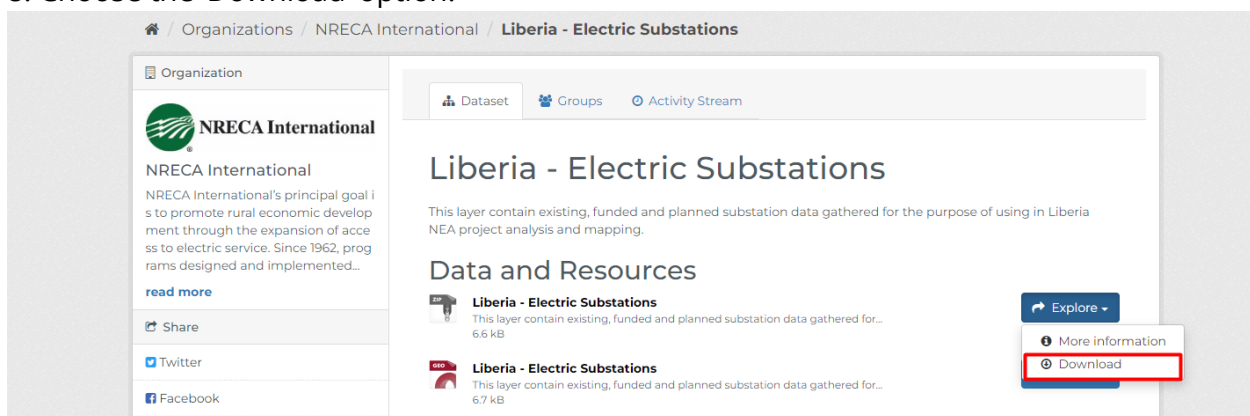 3. Choose the Download option.
/ Organizations / NRECA International / Liberia - Electric Substations
Organization
NRECA International
NRECA International
NRECA International's principal goal i
s to promote rural economic develop
ment through the expansion of acce
ss to electric service. Since 1962, prog
rams designed and implemented...
read more
Share
Twitter
Facebook
Dataset Groups Activity Stream
Liberia - Electric Substations
This layer contain existing, funded and planned substation data gathered for the purpose of using in Liberia
NEA project analysis and mapping.
Data and Resources
ZIP
Liberia - Electric Substations
This layer contain existing, funded and planned substation data gathered for...
6.6 kB
Explore
More information
Download
GEO
Liberia - Electric Substations
This layer contain existing, funded and planned substation data gathered for...
6.7 kB